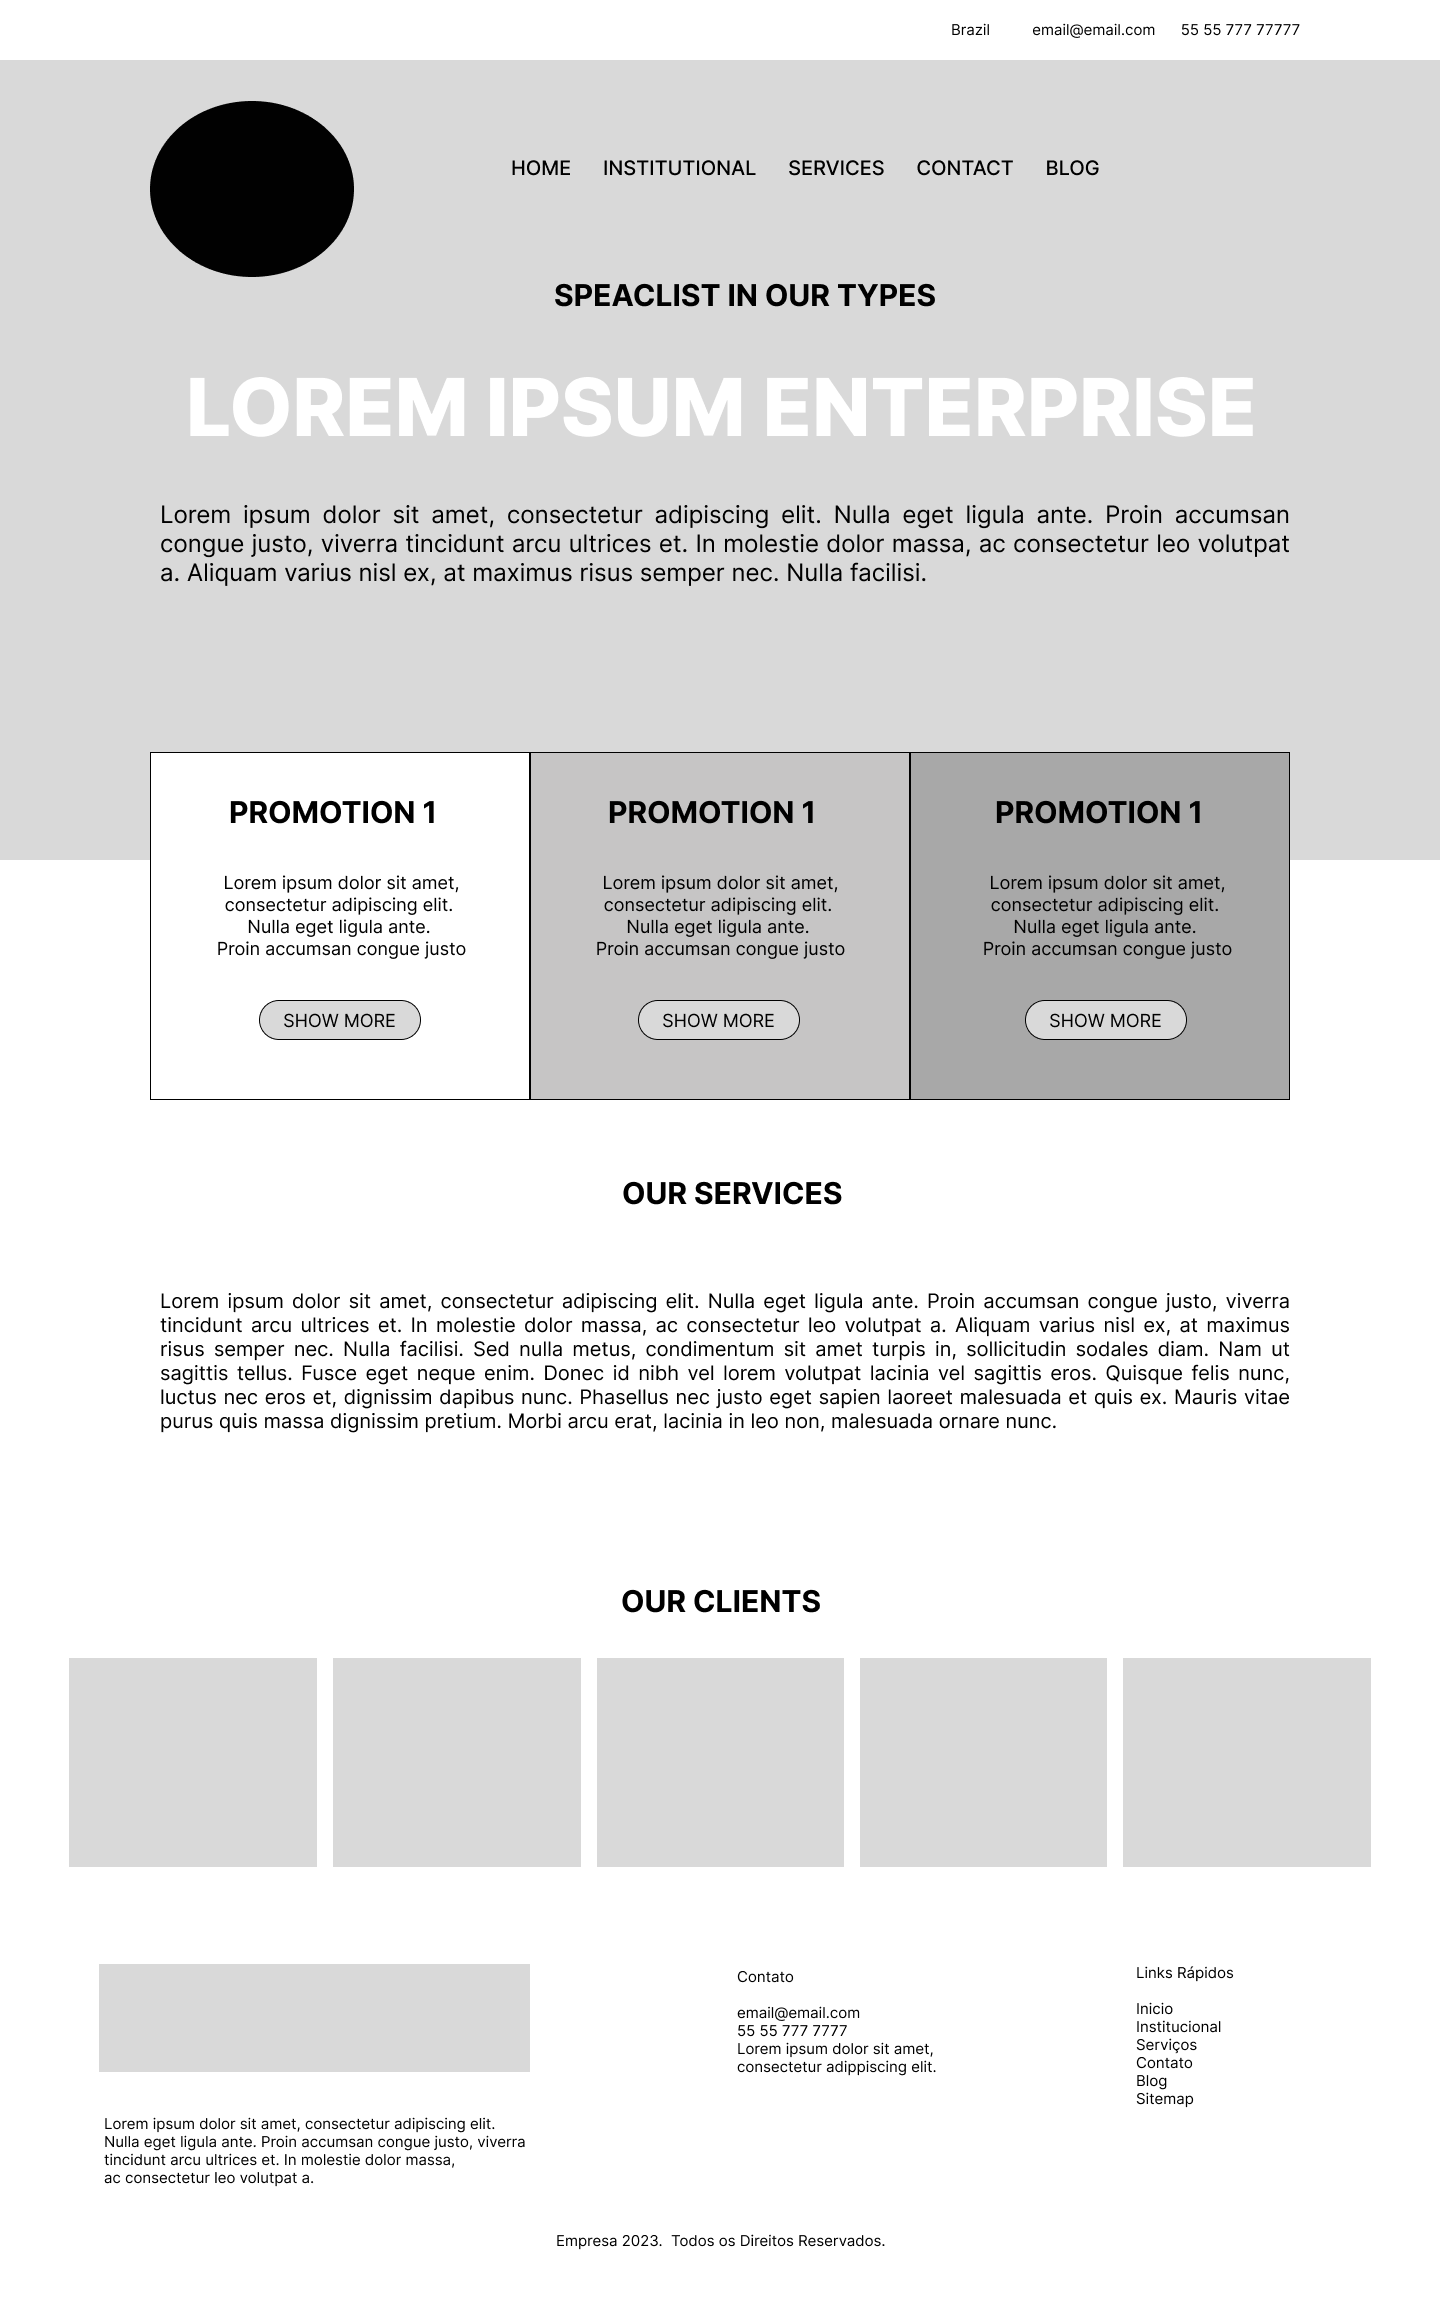 Brazil email@email.com 55 55 777 77777
HOME INSTITUTIONAL SERVICES CONTACT BLOG
SPEACLIST IN OUR TYPES
LOREM IPSUM ENTERPRISE
Lorem ipsum dolor sit amet, consectetur adipiscing elit. Nulla eget ligula ante. Proin accumsan
congue justo, viverra tincidunt arcu ultrices et. In molestie dolor massa, ac consectetur leo volutpat
a. Aliquam varius nisl ex, at maximus risus semper nec. Nulla facilisi.
PROMOTION 1
Lorem ipsum dolor sit amet,
consectetur adipiscing elit.
Nulla eget ligula ante.
Proin accumsan congue justo
SHOW MORE
PROMOTION 1
Lorem ipsum dolor sit amet,
consectetur adipiscing elit.
Nulla eget ligula ante.
Proin accumsan congue justo
SHOW MORE
PROMOTION 1
Lorem ipsum dolor sit amet,
consectetur adipiscing elit.
Nulla eget ligula ante.
Proin accumsan congue justo
SHOW MORE
OUR SERVICES
Lorem ipsum dolor sit amet, consectetur adipiscing elit. Nulla eget ligula ante. Proin accumsan congue justo, viverra
tincidunt arcu ultrices et. In molestie dolor massa, ac consectetur leo volutpat a. Aliquam varius nisl ex, at maximus
risus semper nec. Nulla facilisi. Sed nulla metus, condimentum sit amet turpis in, sollicitudin sodales diam. Nam ut
sagittis tellus. Fusce eget neque enim. Donec id nibh vel lorem volutpat lacinia vel sagittis eros. Quisque felis nunc,
luctus nec eros et, dignissim dapibus nunc. Phasellus nec justo eget sapien laoreet malesuada et quis ex. Mauris vitae
purus quis massa dignissim pretium. Morbi arcu erat, lacinia in leo non, malesuada ornare nunc.
OUR CLIENTS
Lorem ipsum dolor sit amet, consectetur adipiscing elit.
Nulla eget ligula ante. Proin accumsan congue justo, viverra
tincidunt arcu ultrices et. In molestie dolor massa,
ac consectetur leo volutpat a.
Contato
email@email.com
55 55 777 7777
Lorem ipsum dolor sit amet,
consectetur adippiscing elit.
Links Rápidos
Inicio
Institucional
Serviços
Contato
Blog
Sitemap
Empresa 2023. Todos os Direitos Reservados.